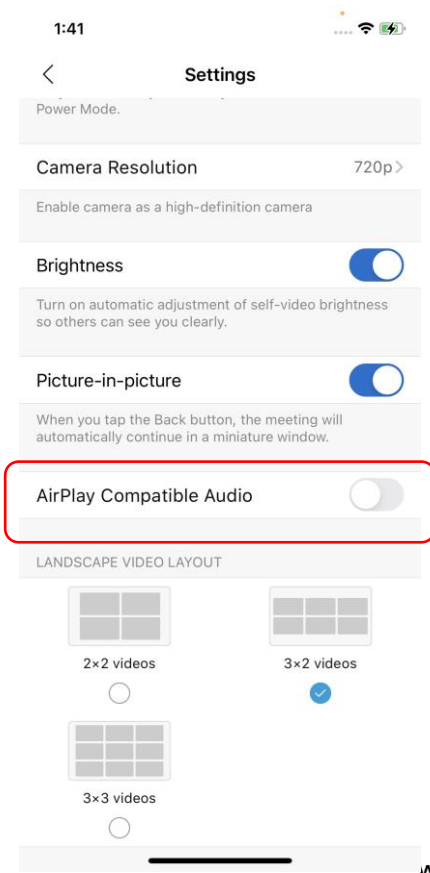 1:41
Settings
Power Mode.
Camera Resolution 720p
Enable camera as a high-definition camera
Brightness
Turn on automatic adjustment of self-video brightness
so others can see you clearly.
Picture-in-picture
When you tap the Back button, the meeting will
automatically continue in a miniature window.
AirPlay Compatible Audio
LANDSCAPE VIDEO LAYOUT
2×2 videos 3×2 videos
3×3 videos